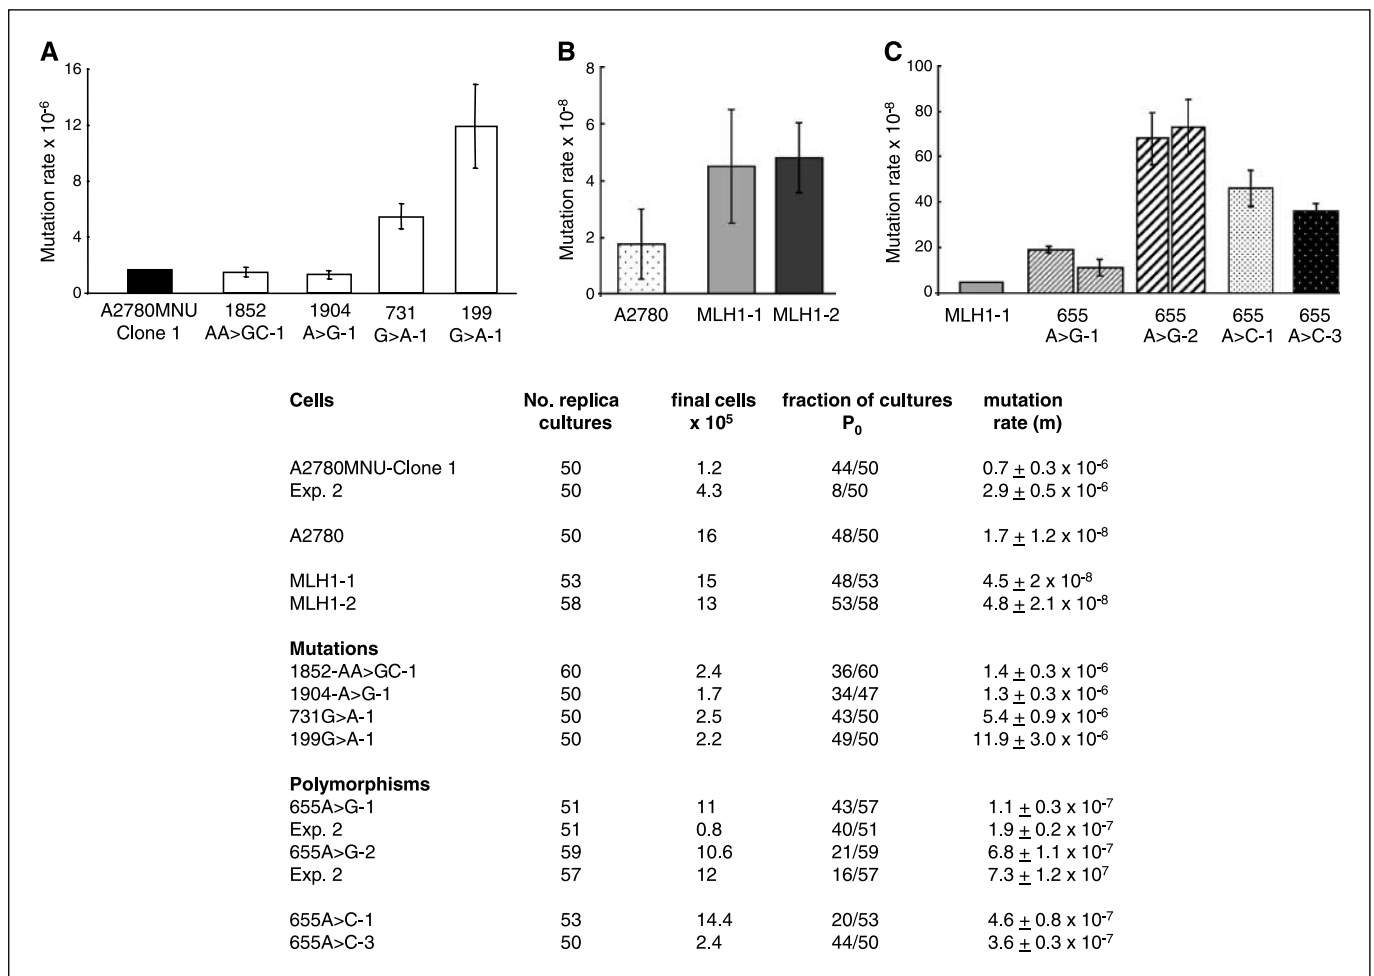 A
B
C
16
12
8
4
0
Mutation rate x 10-6
A2780MNU
Clone 1
1852
AA>GC-1
1904
A>G-1
731
G>A-1
199
G>A-1
8
6
4
2
0
Mutation rate x 10-8
A2780
MLH1-1
MLH1-2
100
80
60
40
20
0
Mutation rate x 10-8
MLH1-1
655
A>G-1
655
A>G-2
655
A>C-1
655
A>C-3
Cells No. replica final cells fraction of cultures mutation
cultures x 10⁵ P₀ rate (m)
A2780MNU-Clone 1 50 1.2 44/50 0.7 ± 0.3 x 10-6
Exp. 2 50 4.3 8/50 2.9 ± 0.5 x 10-6
A2780 50 16 48/50 1.7 ± 1.2 x 10-8
MLH1-1 53 15 48/53 4.5 ± 2 x 10-8
MLH1-2 58 13 53/58 4.8 ± 2.1 x 10-8
Mutations
1852-AA>GC-1 60 2.4 36/60 1.4 ± 0.3 x 10-6
1904-A>G-1 50 1.7 34/47 1.3 ± 0.3 x 10-6
731G>A-1 50 2.5 43/50 5.4 ± 0.9 x 10-6
199G>A-1 50 2.2 49/50 11.9 ± 3.0 x 10-6
Polymorphisms
655A>G-1 51 11 43/57 1.1 ± 0.3 x 10-7
Exp. 2 51 0.8 40/51 1.9 ± 0.2 x 10-7
655A>G-2 59 10.6 21/59 6.8 ± 1.1 x 10-7
Exp. 2 57 12 16/57 7.3 ± 1.2 x 10⁷
655A>C-1 53 14.4 20/53 4.6 ± 0.8 x 10-7
655A>C-3 50 2.4 44/50 3.6 ± 0.3 x 10-7